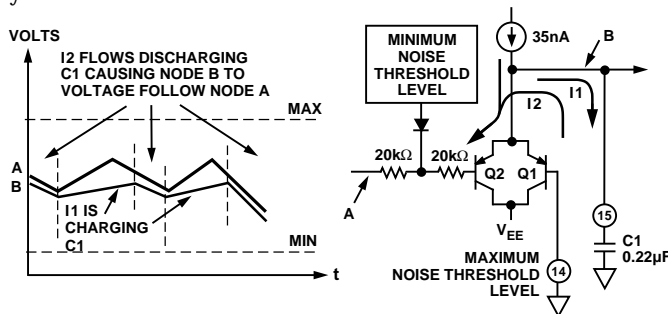 VOLTS
I2 FLOWS DISCHARGING
C1 CAUSING NODE B TO
VOLTAGE FOLLOW NODE A
MAX
A
B
I1 IS
CHARGING
C1
MIN
t
MINIMUM
NOISE
THRESHOLD
LEVEL
35nA
B
I1
I2
20kΩ
20kΩ
Q2
Q1
A
VEE
15
C1
0.22µF
MAXIMUM
NOISE THRESHOLD
LEVEL
14